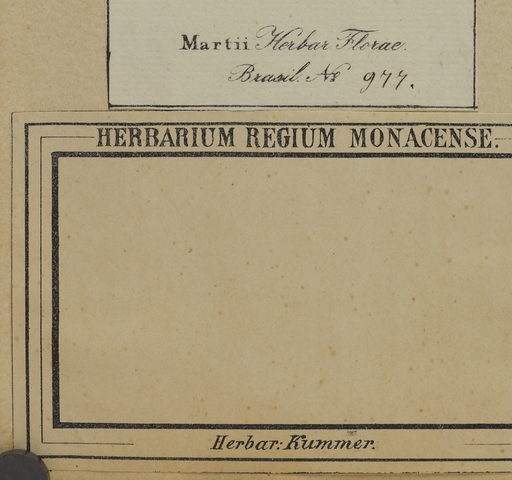 Martii Herbar Florae.
Brasil. No 977.
HERBARIUM REGIUM MONACENSE.
Herbar: Kummer.